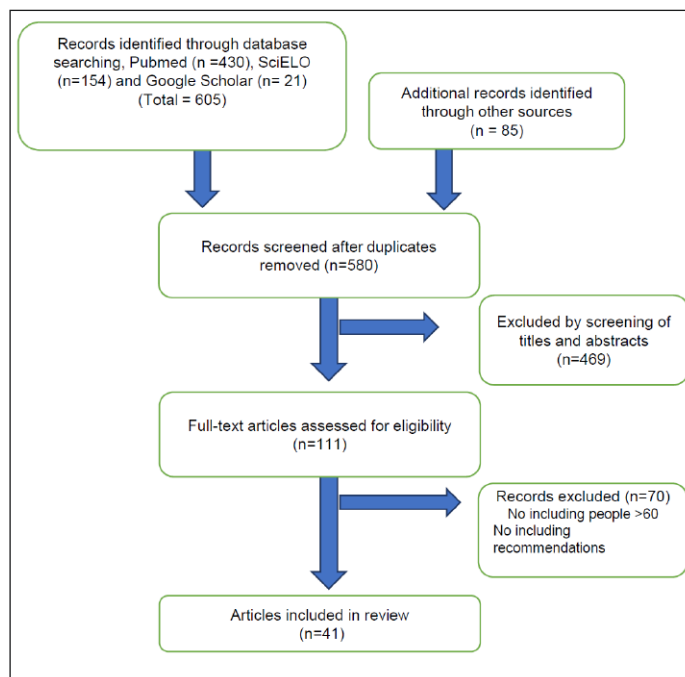 Records identified through database
searching, Pubmed (n =430), SciELO
(n=154) and Google Scholar (n= 21)
(Total = 605)
Additional records identified
through other sources
(n = 85)
Records screened after duplicates
removed (n=580)
Excluded by screening of
titles and abstracts
(n=469)
Full-text articles assessed for eligibility
(n=111)
Records excluded (n=70)
No including people >60
No including
recommendations
Articles included in review
(n=41)